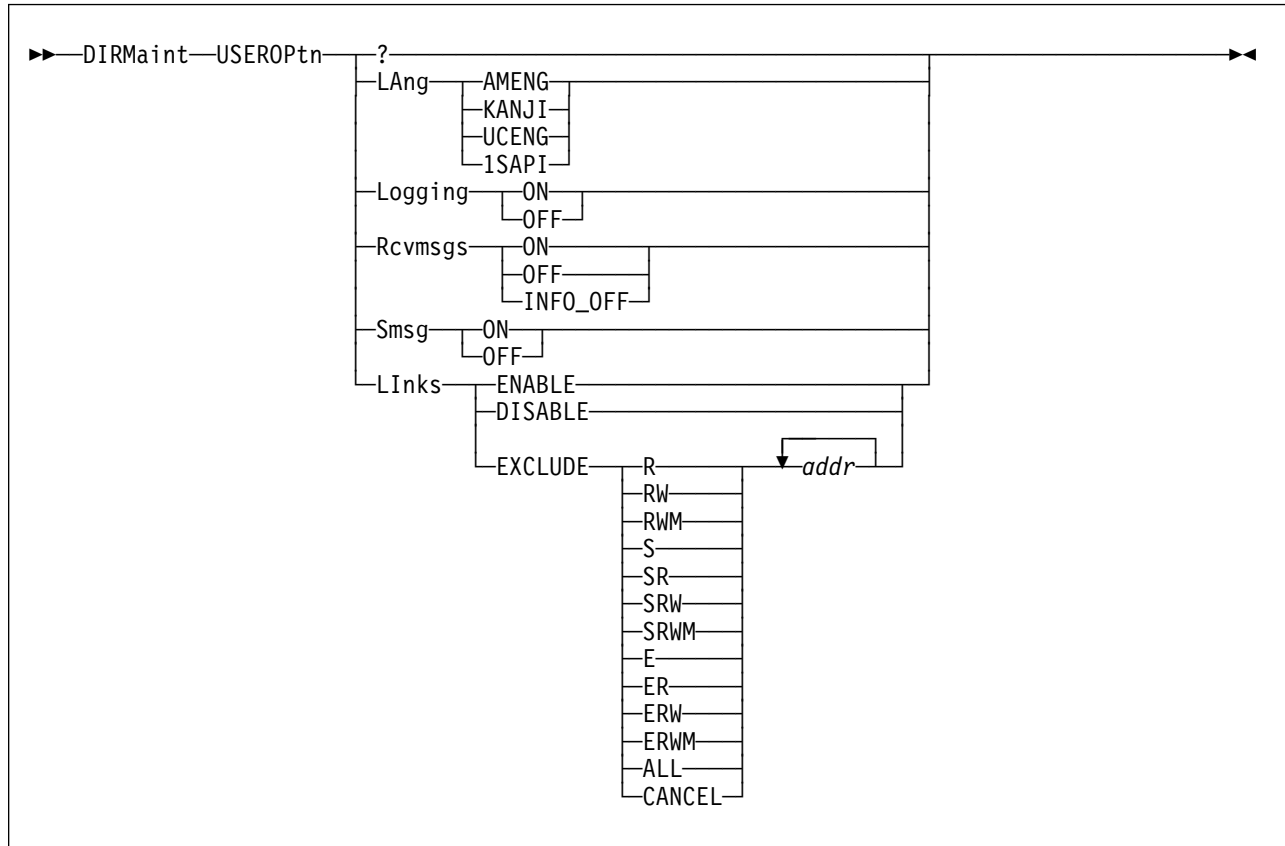 DIRMaint USEROPtn ?
LAng AMENG
KANJI
UCENG
1SAPI
Logging ON
OFF
Rcvmsgs ON
OFF
INFO_OFF
Smsg ON
OFF
LInks ENABLE
DISABLE
EXCLUDE R addr
RW
RWM
S
SR
SRW
SRWM
E
ER
ERW
ERWM
ALL
CANCEL